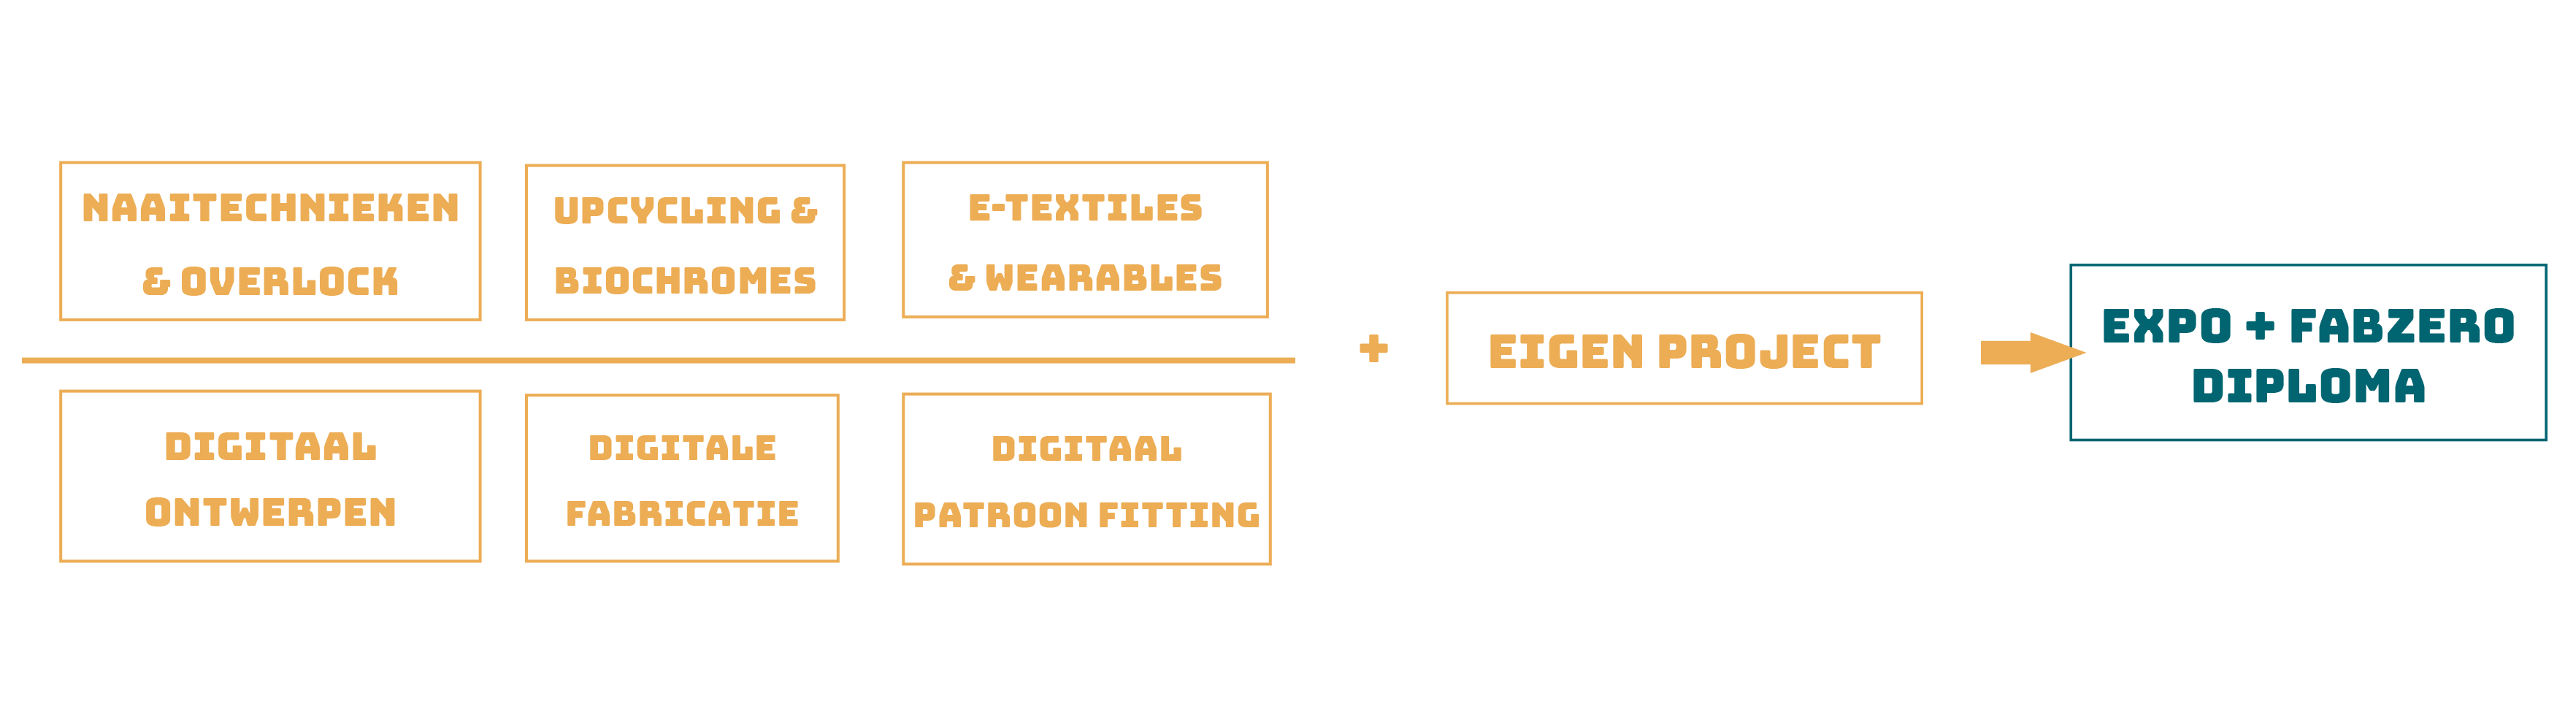 NAAITECHNIEKEN
& OVERLOCK
UPCYCLING &
BIOCHROMES
E-TEXTILES
& WEARABLES
DIGITAAL
ONTWERPEN
DIGITALE
FABRICATIE
DIGITAAL
PATROON FITTING
+
EIGEN PROJECT
EXPO + FABZERO
DIPLOMA